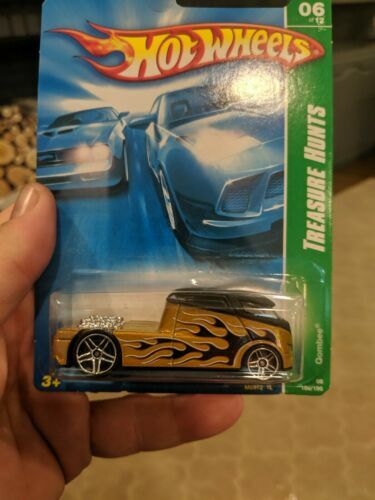 HOT WHEELS
06
OF 12
TREASURE HUNTS
Qombee®
3+